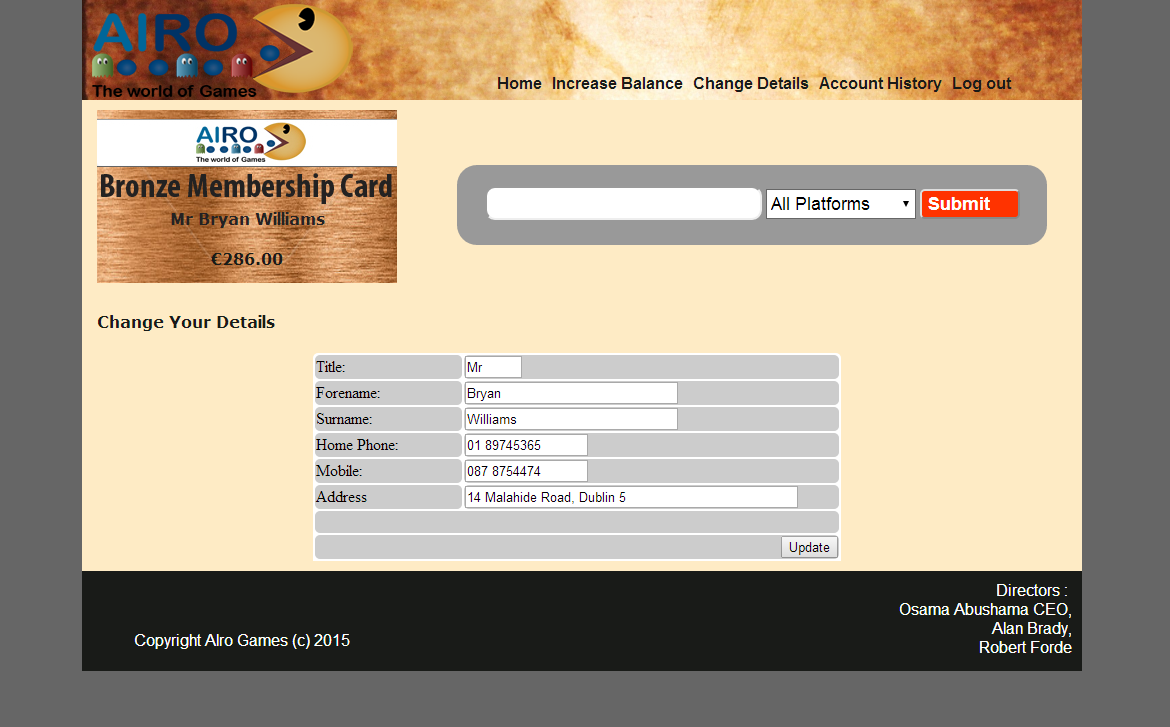 AIRO
The world of Games
Home Increase Balance Change Details Account History Log out
AIRO
The world of Games
Bronze Membership Card
Mr Bryan Williams
€286.00
All Platforms Submit
Change Your Details
Title: Mr
Forename: Bryan
Surname: Williams
Home Phone: 01 89745365
Mobile: 087 8754474
Address 14 Malahide Road, Dublin 5
Update
Directors :
Osama Abushama CEO,
Alan Brady,
Robert Forde
Copyright AIro Games (c) 2015